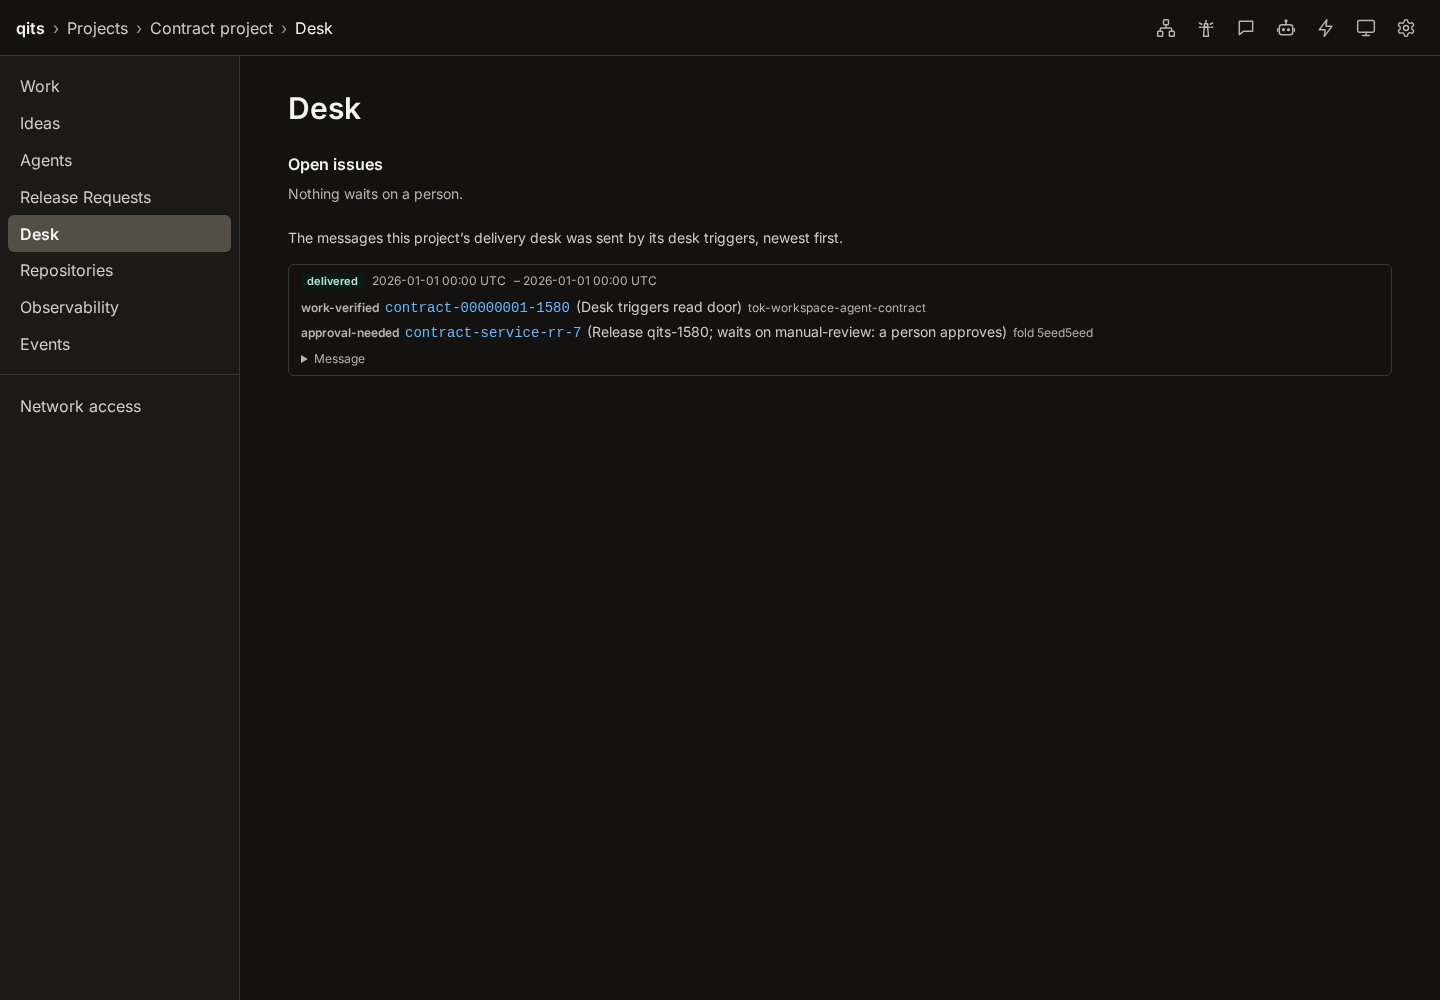 qits › Projects › Contract project › Desk
Work
Ideas
Agents
Release Requests
Desk
Repositories
Observability
Events
Network access
Desk
Open issues
Nothing waits on a person.
The messages this project’s delivery desk was sent by its desk triggers, newest first.
delivered 2026-01-01 00:00 UTC – 2026-01-01 00:00 UTC
work-verified contract-00000001-1580 (Desk triggers read door) tok-workspace-agent-contract
approval-needed contract-service-rr-7 (Release qits-1580; waits on manual-review: a person approves) fold 5eed5eed
Message